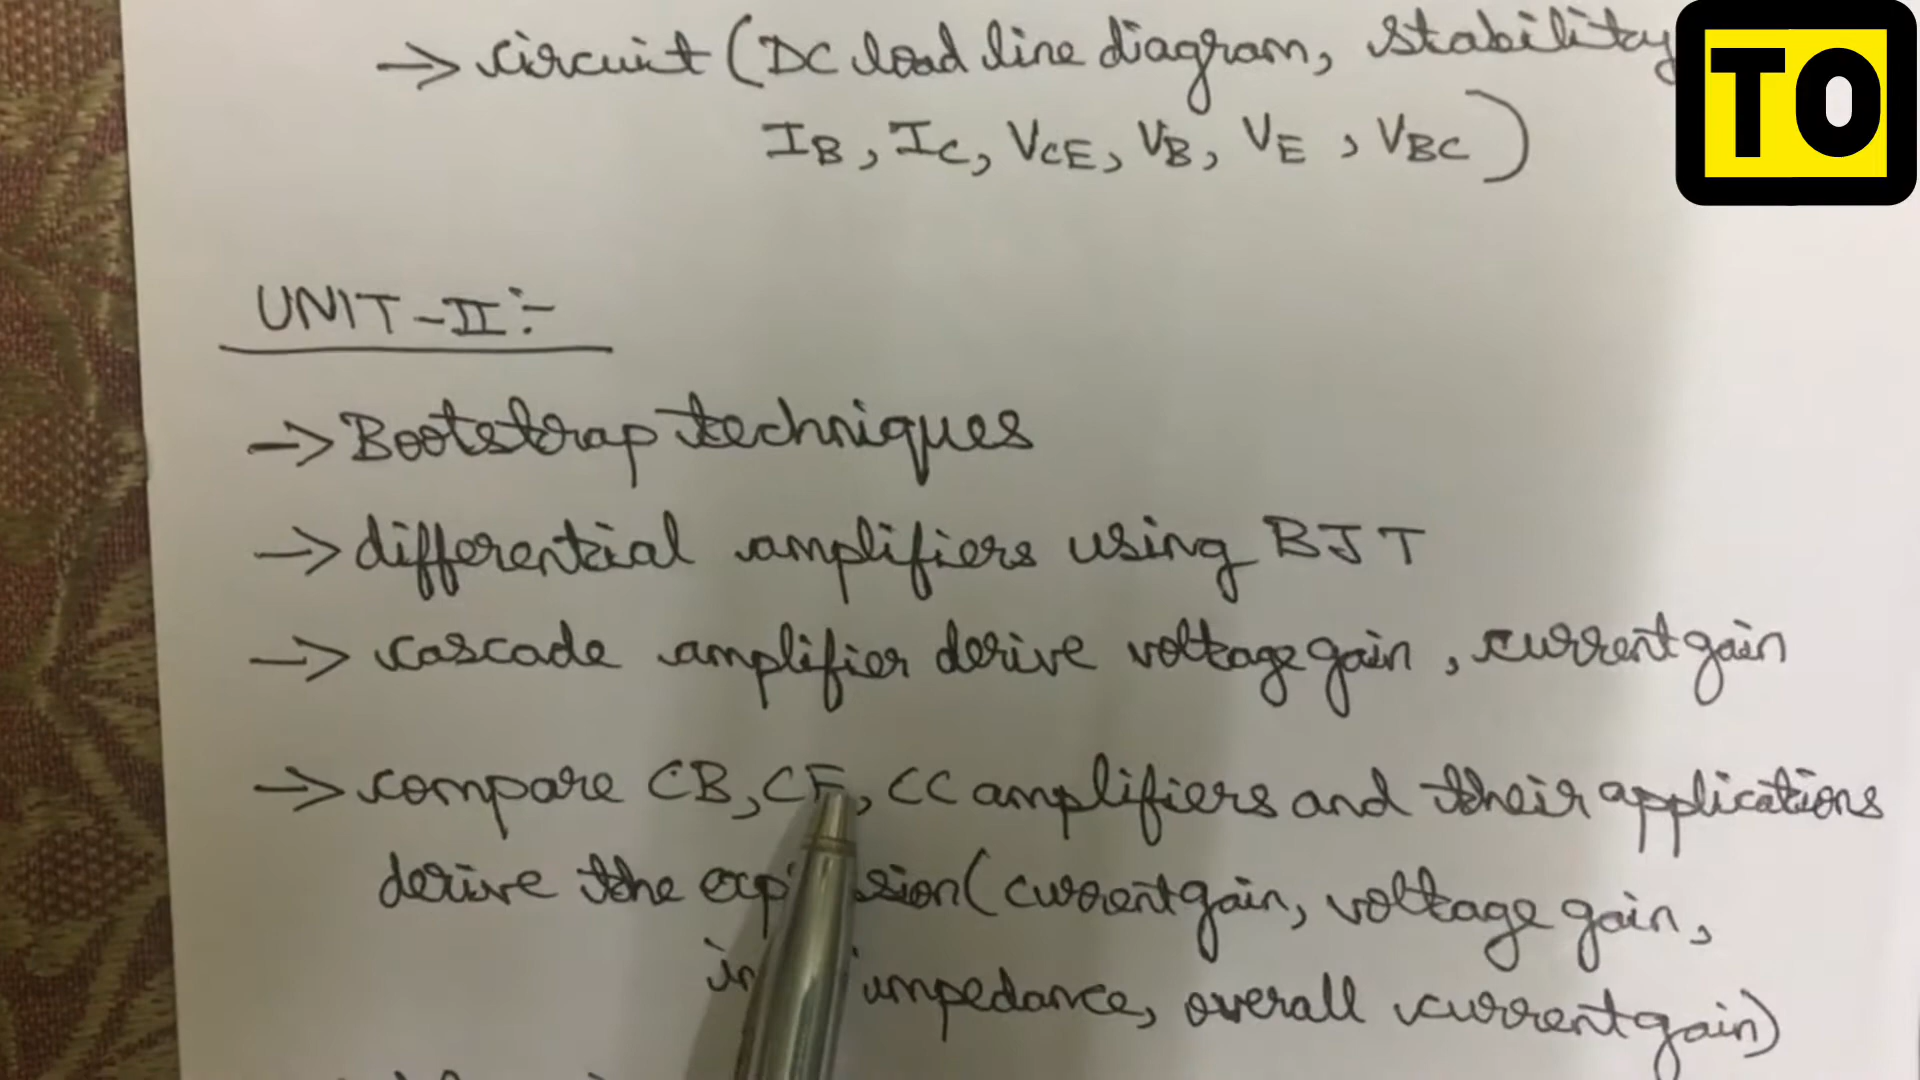 → circuit (DC load line diagram, stability
TO
IB, IC, VCE, VB, VE, VBC)
UNIT-II:-
→ Bootstrap techniques
→ differential amplifiers using BJT
→ cascade amplifier derive voltage gain, current gain
→ compare CB, CE, CC amplifiers and their applications
derive the (current gain, voltage gain,
impedance, overall current gain)